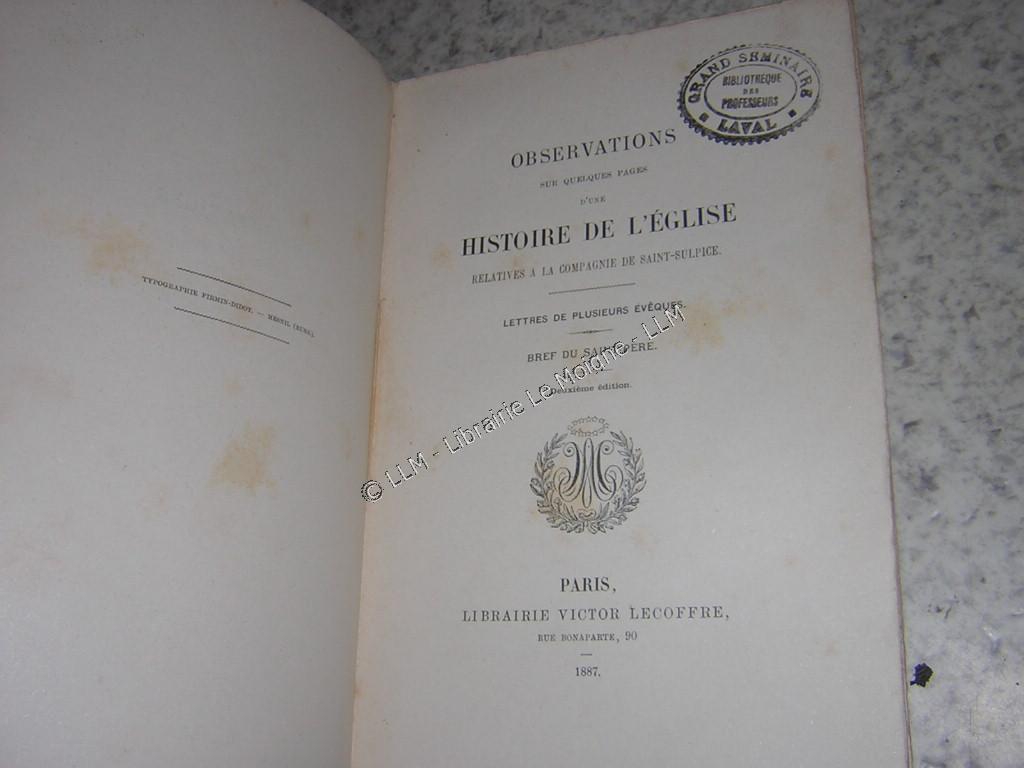 TYPOGRAPHIE FIRMIN-DIDOT. — MESNIL (EURE).
GRAND SEMINAIRE
BIBLIOTHEQUE
DES
PROFESSEURS
LAVAL
OBSERVATIONS
SUR QUELQUES PAGES
D'UNE
HISTOIRE DE L'ÉGLISE
RELATIVES A LA COMPAGNIE DE SAINT-SULPICE.
LETTRES DE PLUSIEURS ÉVÊQUES.
BREF DU SAINT-PÈRE.
Deuxième édition.
© LLM - Librairie Le Moigne - LLM
PARIS,
LIBRAIRIE VICTOR LECOFFRE,
RUE BONAPARTE, 90
1887.